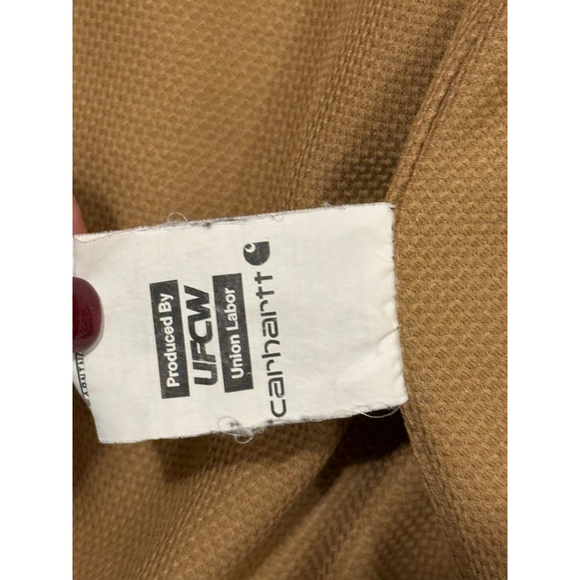 Produced By
UFCW
Union Labor
carhartt